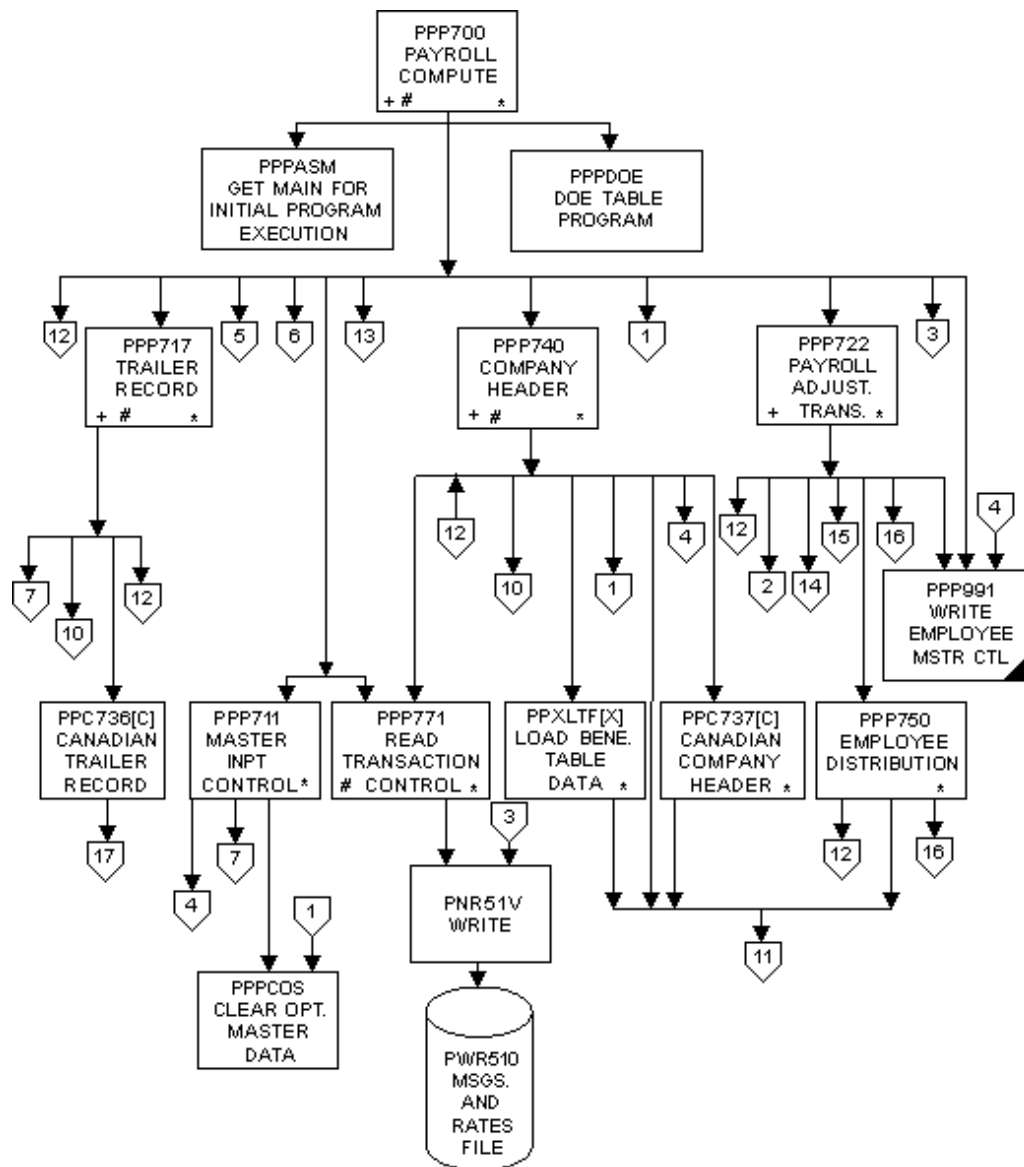 PPP700
PAYROLL
COMPUTE
+ # *
PPPASM
GET MAIN FOR
INITIAL PROGRAM
EXECUTION
PPPDOE
DOE TABLE
PROGRAM
12
5
6
13
1
3
PPP717
TRAILER
RECORD
+ # *
PPP740
COMPANY
HEADER
+ # *
PPP722
PAYROLL
ADJUST.
+ TRANS. *
7
10
12
12
10
1
4
12
2
14
15
16
4
PPP991
WRITE
EMPLOYEE
MSTR CTL
PPC736[C]
CANADIAN
TRAILER
RECORD
PPP711
MASTER
INPT
CONTROL *
PPP771
READ
TRANSACTION
# CONTROL *
PPXLTF[X]
LOAD BENE.
TABLE
DATA *
PPC737[C]
CANADIAN
COMPANY
HEADER *
PPP750
EMPLOYEE
DISTRIBUTION
*
17
4
7
1
3
12
16
11
PNR51V
WRITE
PPPCOS
CLEAR OPT.
MASTER
DATA
PWR510
MSGS.
AND
RATES
FILE